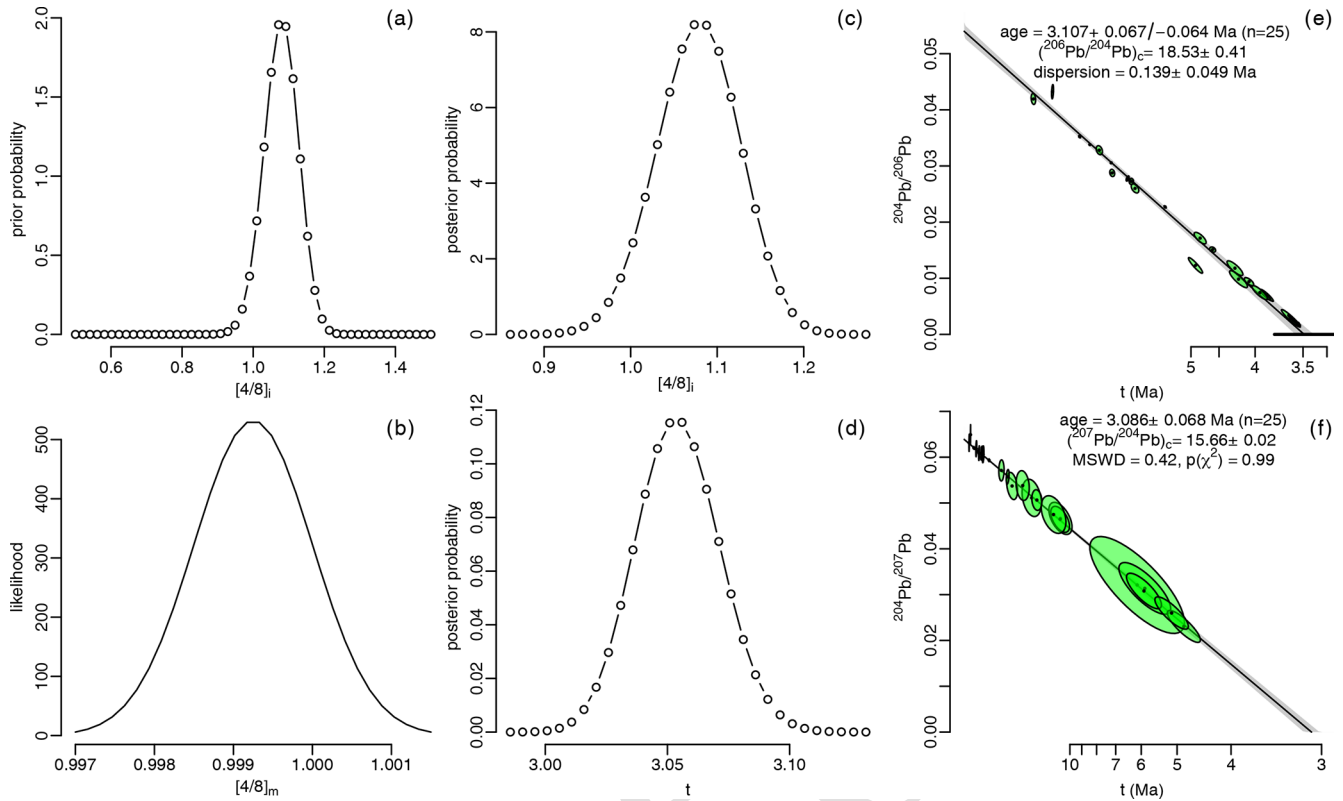 (a)
prior probability
0.0 0.5 1.0 1.5 2.0
0.6 0.8 1.0 1.2 1.4
[4/8]i
(c)
posterior probability
0 2 4 6 8
0.9 1.0 1.1 1.2
[4/8]i
(e)
age = 3.107+ 0.067/−0.064 Ma (n=25)
(206Pb/204Pb)c= 18.53± 0.41
dispersion = 0.139± 0.049 Ma
204Pb/206Pb
0.00 0.01 0.02 0.03 0.04 0.05
5 4 3.5
t (Ma)
(b)
likelihood
0 100 200 300 400 500
0.997 0.998 0.999 1.000 1.001
[4/8]m
(d)
posterior probability
0.00 0.02 0.04 0.06 0.08 0.10 0.12
3.00 3.05 3.10
t
(f)
age = 3.086± 0.068 Ma (n=25)
(207Pb/204Pb)c= 15.66± 0.02
MSWD = 0.42, p(χ2) = 0.99
204Pb/207Pb
0.00 0.02 0.04 0.06
10 8 7 6 5 4 3
t (Ma)